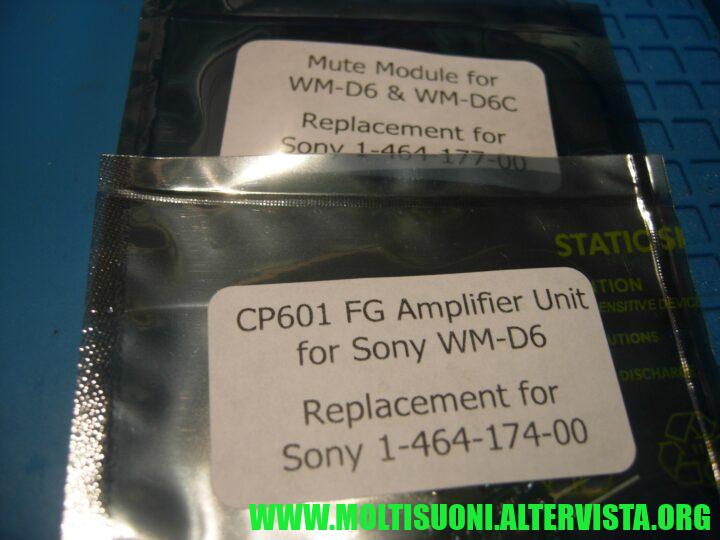 Mute Module for
WM-D6 & WM-D6C
Replacement for
Sony 1-464-177-00
STATIC
CP601 FG Amplifier Unit
for Sony WM-D6
Replacement for
Sony 1-464-174-00
WWW.MOLTISUONI.ALTERVISTA.ORG